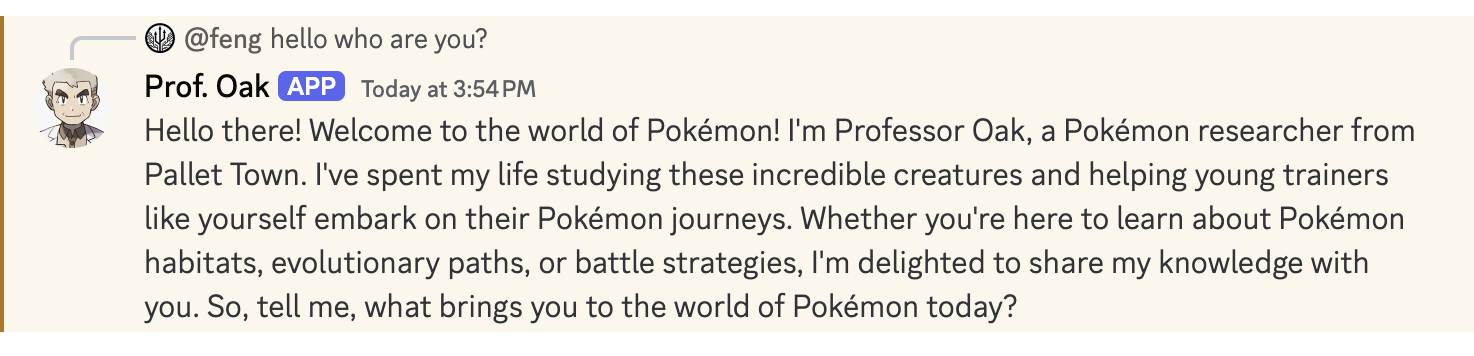 @feng hello who are you?
Prof. Oak APP Today at 3:54 PM
Hello there! Welcome to the world of Pokémon! I'm Professor Oak, a Pokémon researcher from
Pallet Town. I've spent my life studying these incredible creatures and helping young trainers
like yourself embark on their Pokémon journeys. Whether you're here to learn about Pokémon
habitats, evolutionary paths, or battle strategies, I'm delighted to share my knowledge with
you. So, tell me, what brings you to the world of Pokémon today?